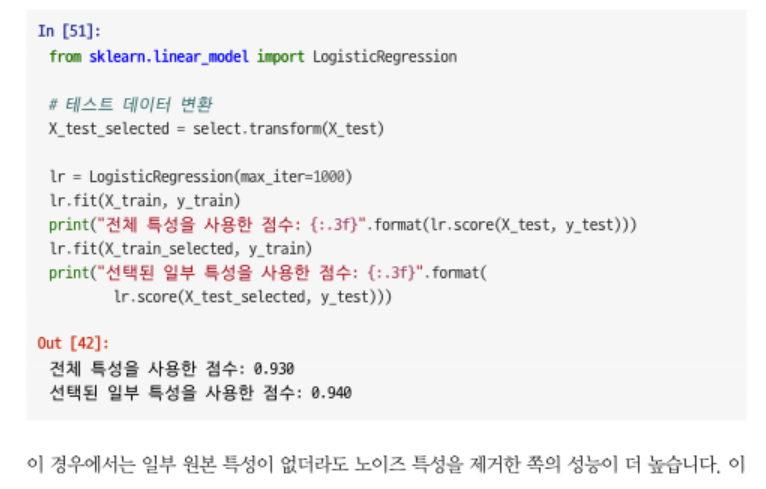 In [51]:
from sklearn.linear_model import LogisticRegression
# 테스트 데이터 변환
X_test_selected = select.transform(X_test)
lr = LogisticRegression(max_iter=1000)
lr.fit(X_train, y_train)
print("전체 특성을 사용한 점수: {:.3f}".format(lr.score(X_test, y_test)))
lr.fit(X_train_selected, y_train)
print("선택된 일부 특성을 사용한 점수: {:.3f}".format(
lr.score(X_test_selected, y_test)))
Out [42]:
전체 특성을 사용한 점수: 0.930
선택된 일부 특성을 사용한 점수: 0.940
이 경우에서는 일부 원본 특성이 없더라도 노이즈 특성을 제거한 쪽의 성능이 더 높습니다. 이